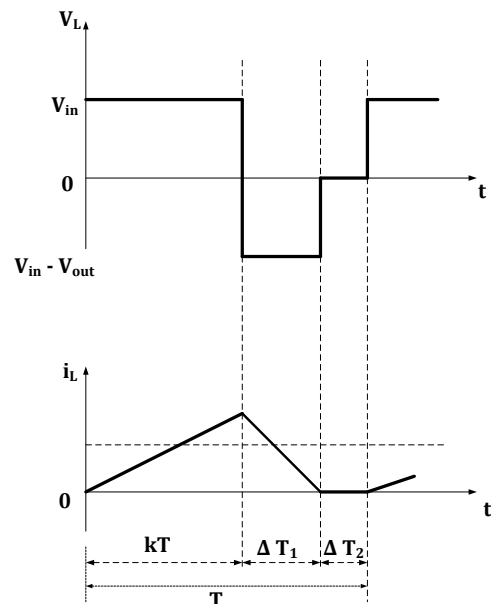 V_L
V_in
0
t
V_in - V_out
i_L
0
t
kT
Δ T_1
Δ T_2
T